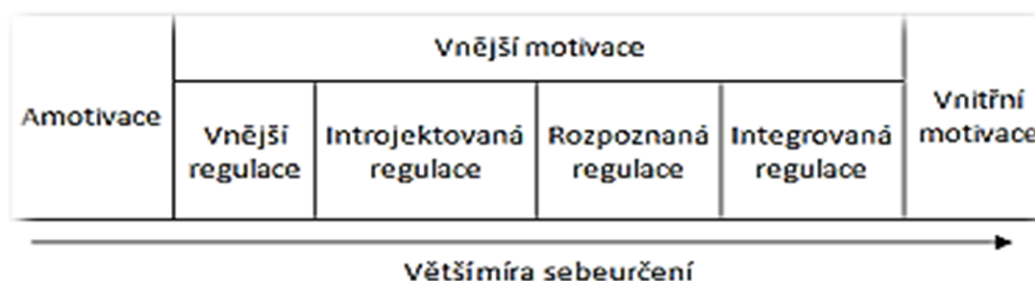 Vnější motivace
Amotivace
Vnější
regulace
Introjektovaná
regulace
Rozpoznaná
regulace
Integrovaná
regulace
Vnitřní
motivace
Většímíra sebeurčení